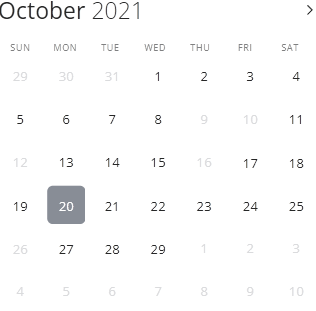 October 2021
SUN MON TUE WED THU FRI SAT
29 30 31 1 2 3 4
5 6 7 8 9 10 11
12 13 14 15 16 17 18
19 20 21 22 23 24 25
26 27 28 29 1 2 3
4 5 6 7 8 9 10